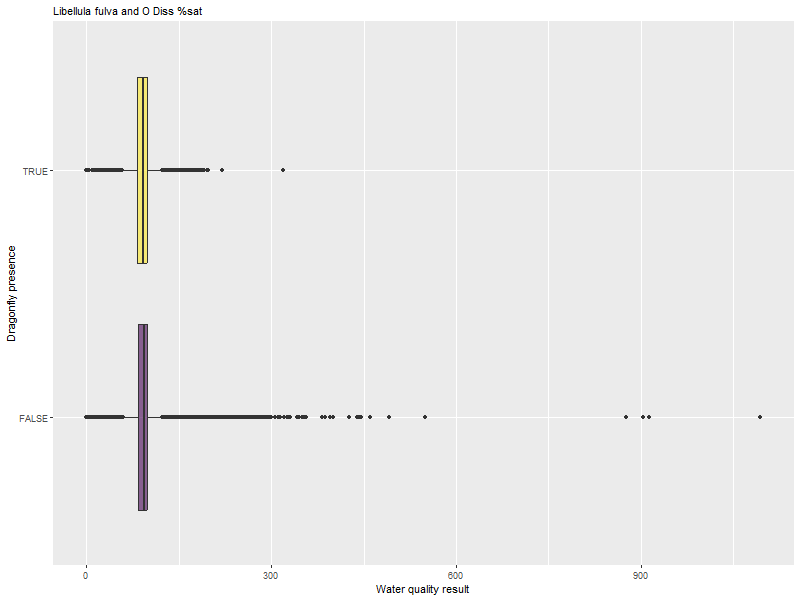 Libellula fulva and O Diss %sat
TRUE
FALSE
Dragonfly presence
0
300
600
900
Water quality result